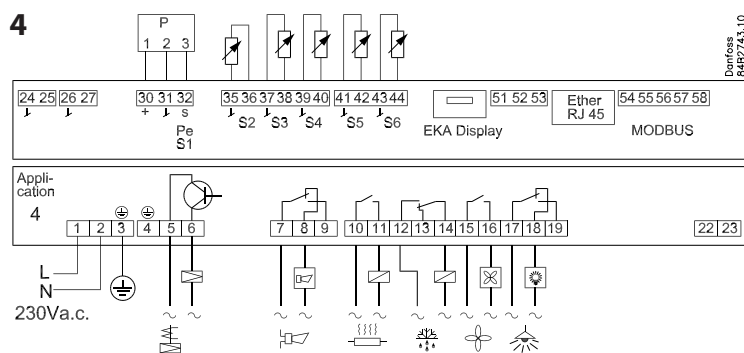 4
P
1 2 3
Danfoss
84B2743.10
24 25 26 27 30 31 32 35 36 37 38 39 40 41 42 43 44 51 52 53 54 55 56 57 58
+ s
Pe
S1
S2 S3 S4 S5 S6
EKA Display
Ether
RJ 45
MODBUS
Appli-
cation
4
1 2 3 4 5 6 7 8 9 10 11 12 13 14 15 16 17 18 19 22 23
L
N
230Va.c.